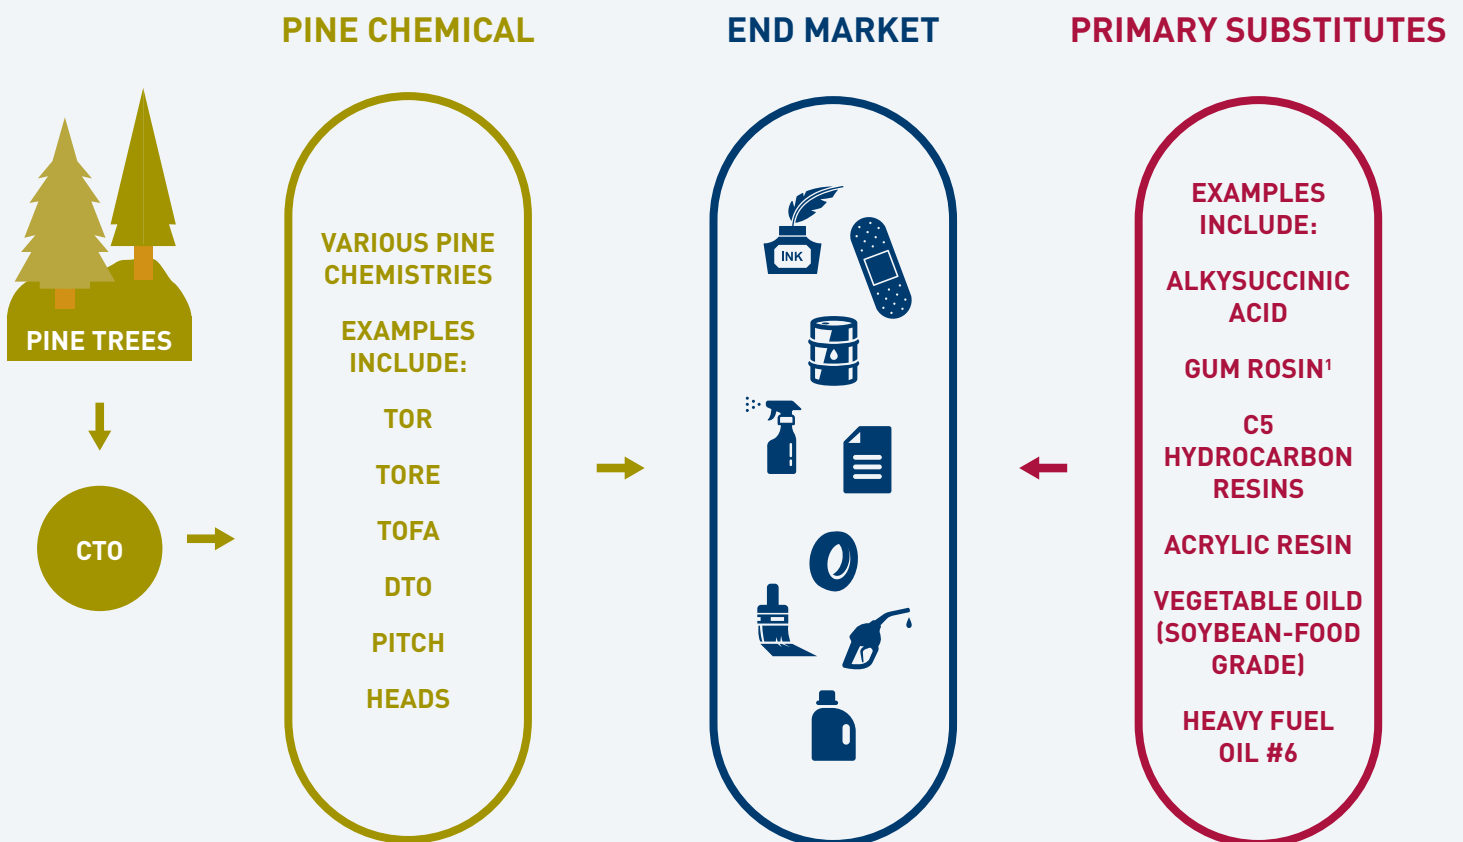 PINE CHEMICAL
END MARKET
PRIMARY SUBSTITUTES
PINE TREES
CTO
VARIOUS PINE
CHEMISTRIES
EXAMPLES
INCLUDE:
TOR
TORE
TOFA
DTO
PITCH
HEADS
INK
EXAMPLES
INCLUDE:
ALKYSUCCINIC
ACID
GUM ROSIN¹
C5
HYDROCARBON
RESINS
ACRYLIC RESIN
VEGETABLE OILD
(SOYBEAN-FOOD
GRADE)
HEAVY FUEL
OIL #6